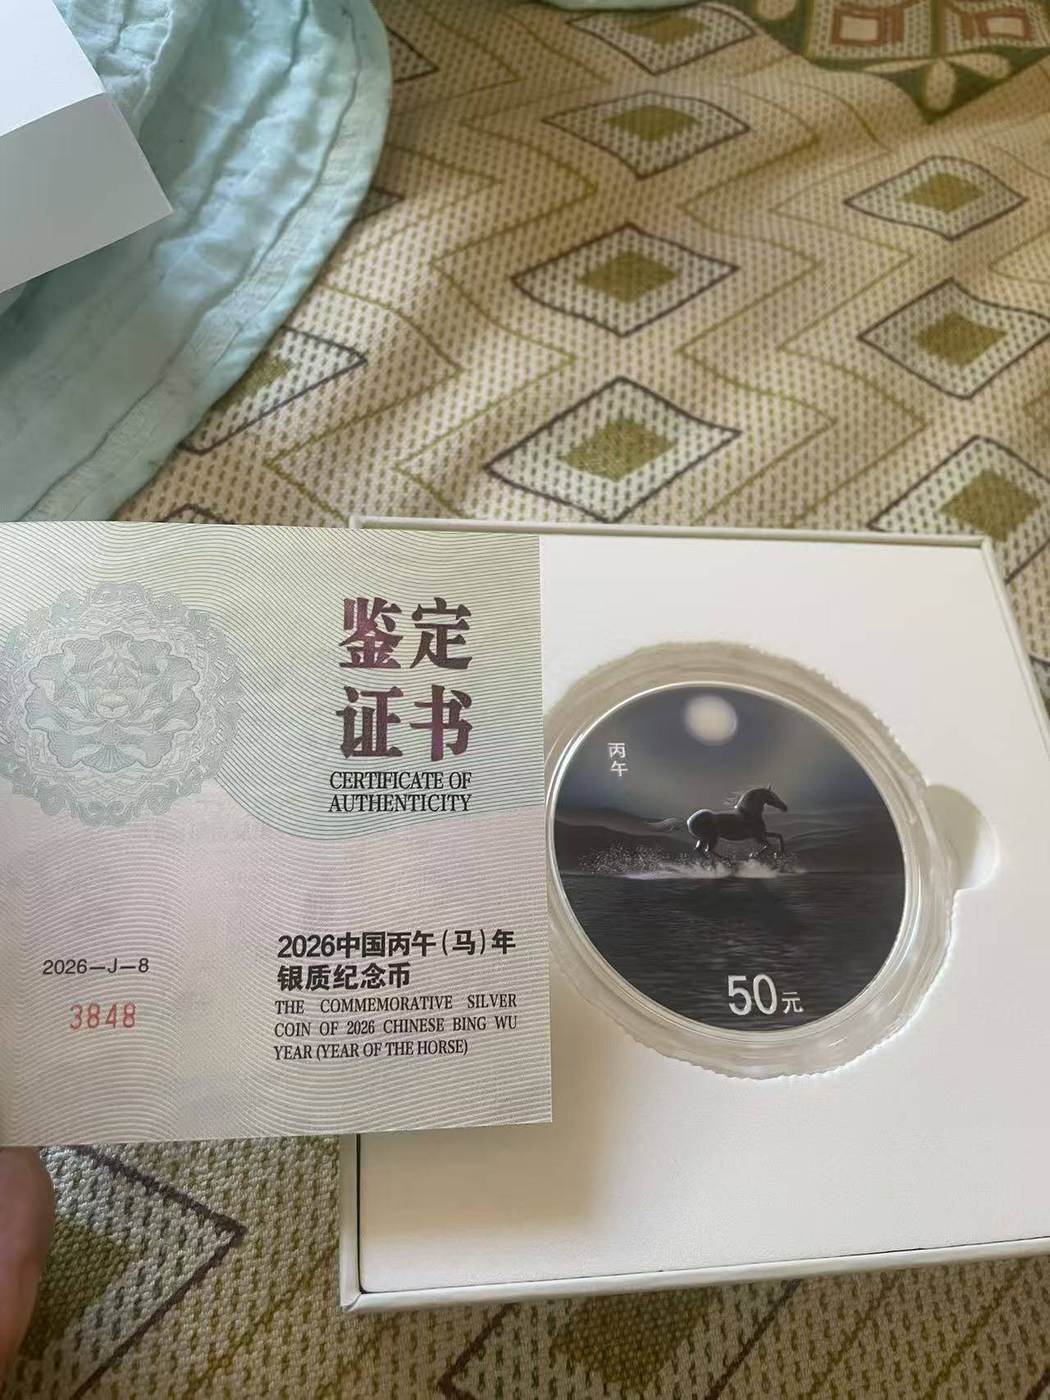 鉴定
证书
CERTIFICATE OF
AUTHENTICITY
2026中国丙午(马)年
银质纪念币
THE COMMEMORATIVE SILVER
COIN OF 2026 CHINESE BING WU
YEAR (YEAR OF THE HORSE)
2026—J—8
3848
丙
午
50元